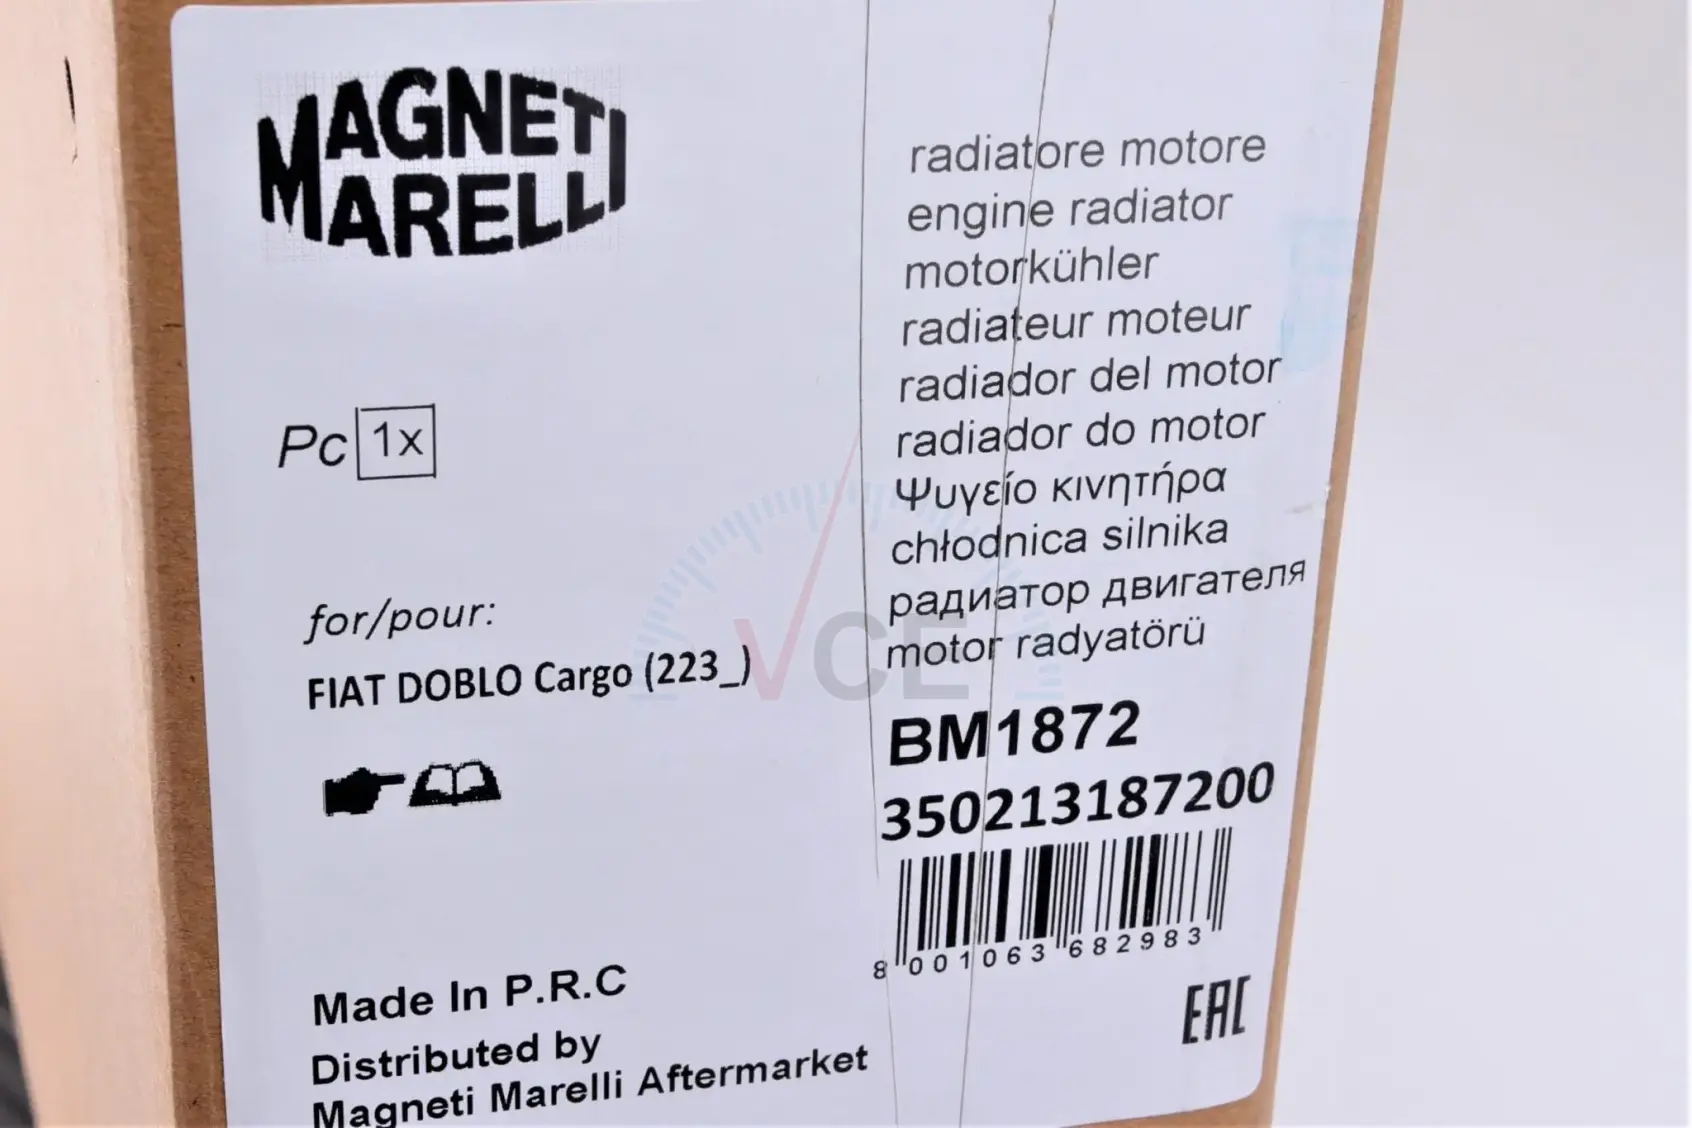 MAGNETI
MARELLI
Pc 1x
for/pour:
FIAT DOBLO Cargo (223_)
Made In P.R.C
Distributed by
Magneti Marelli Aftermarket
radiatore motore
engine radiator
motorkühler
radiateur moteur
radiador del motor
radiador do motor
Ψυγείο κινητήρα
chłodnica silnika
радиатор двигателя
motor radyatörü
BM1872
350213187200
8 001063 682983
EAC
VCE